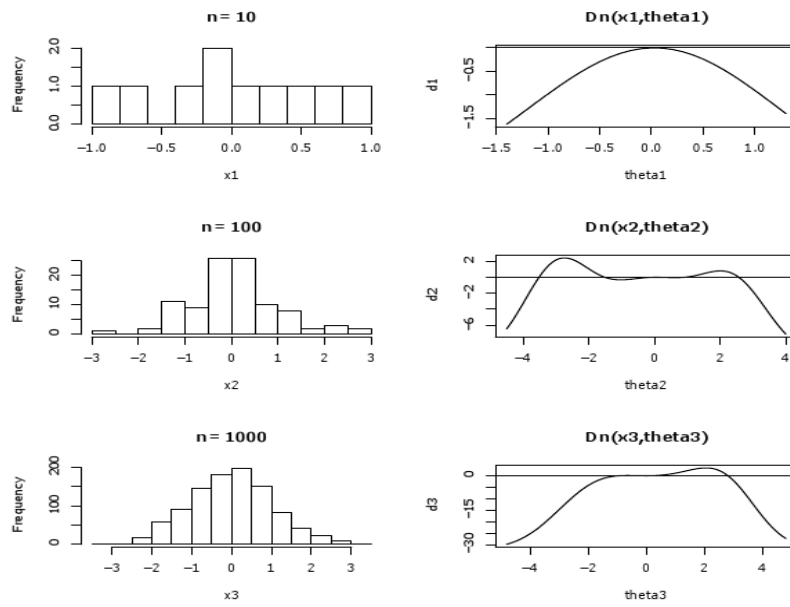 n= 10
Frequency
0.0 1.0 2.0
−1.0 −0.5 0.0 0.5 1.0
x1
Dn(x1,theta1)
d1
−1.5 −0.5
−1.5 −1.0 −0.5 0.0 0.5 1.0
theta1
n= 100
Frequency
0 10 20
−3 −2 −1 0 1 2 3
x2
Dn(x2,theta2)
d2
−6 −2 2
−4 −2 0 2 4
theta2
n= 1000
Frequency
0 100 200
−3 −2 −1 0 1 2 3
x3
Dn(x3,theta3)
d3
−30 −15 0
−4 −2 0 2 4
theta3